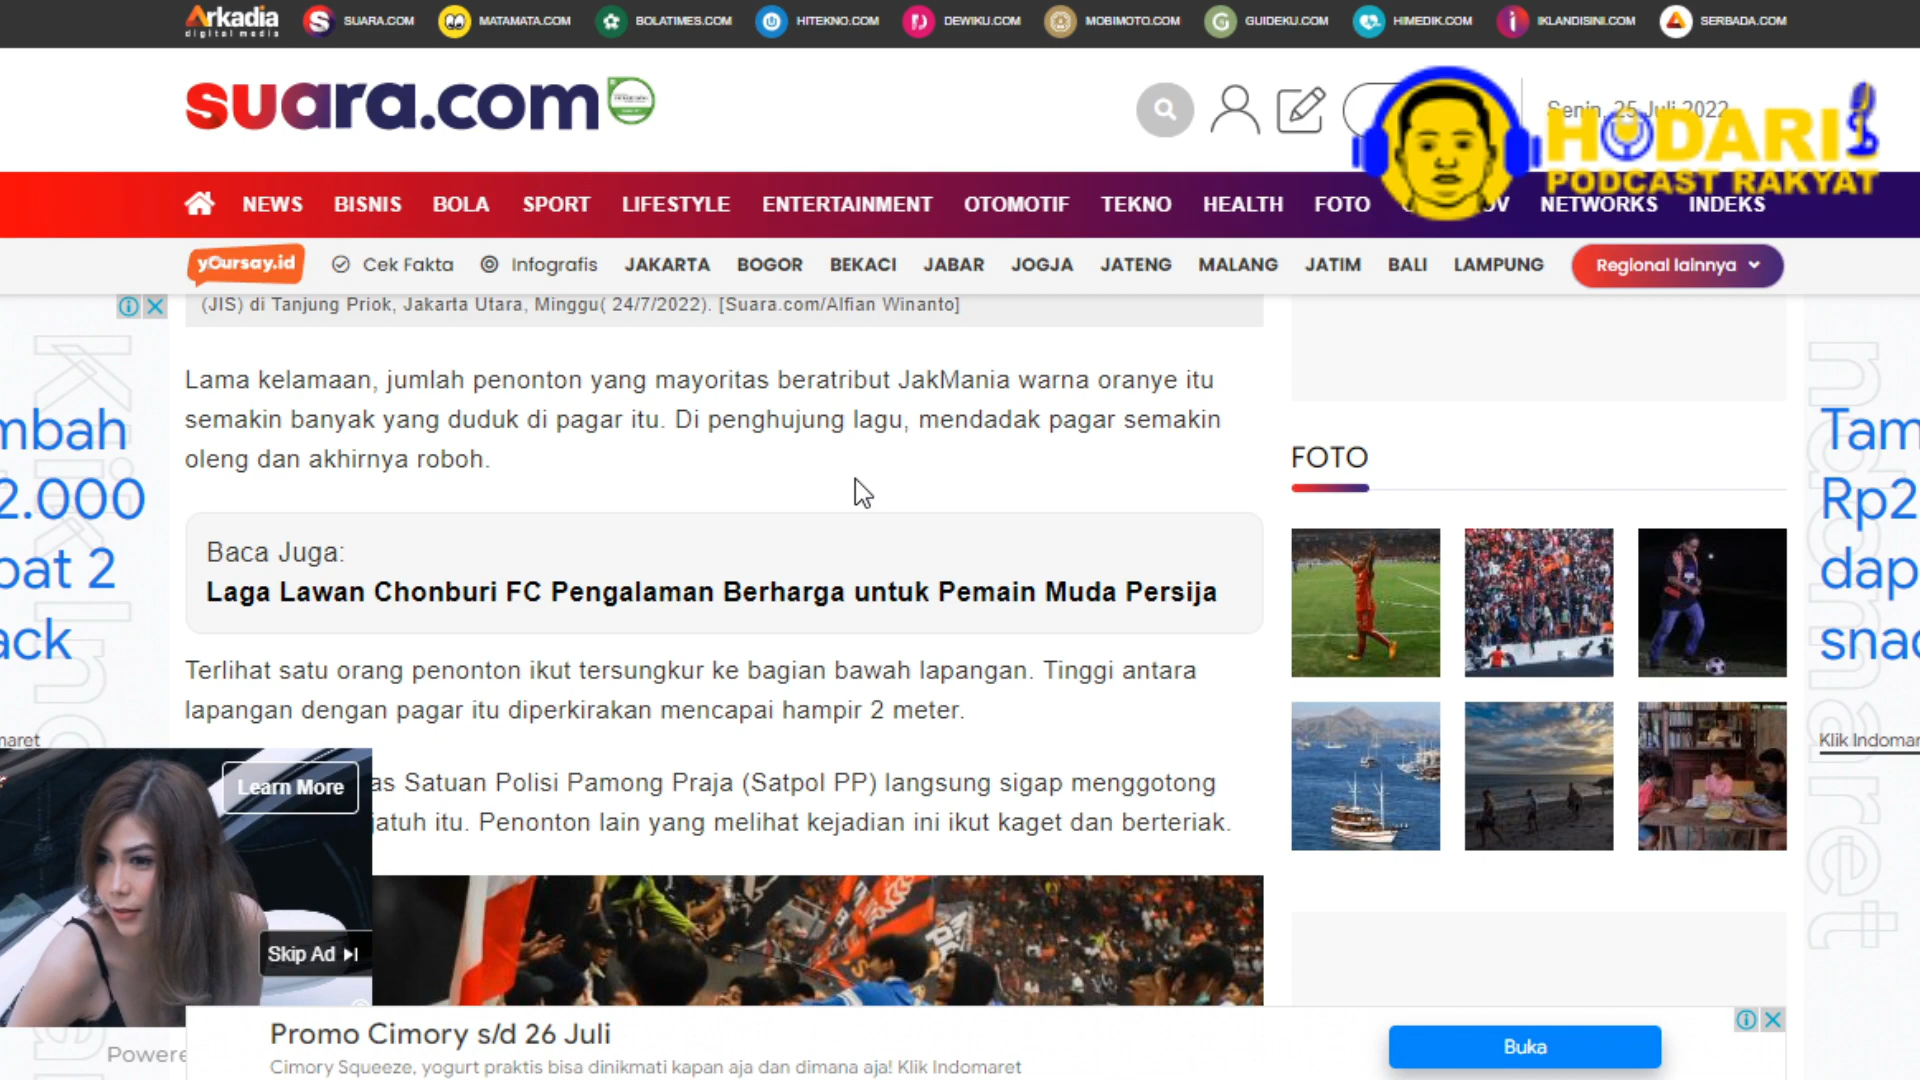 Arkadia
digital media
SUARA.COM
MATAMATA.COM
BOLATIMES.COM
HITEKNO.COM
DEWIKU.COM
MOBIMOTO.COM
GUIDEKU.COM
HIMEDIK.COM
IKLANDISINI.COM
SERBADA.COM
suara.com
Senin, 25 Juli 2022
HODARI
PODCAST RAKYAT
NEWS BISNIS BOLA SPORT LIFESTYLE ENTERTAINMENT OTOMOTIF TEKNO HEALTH FOTO NETWORKS INDEKS
yoursay.id Cek Fakta Infografis JAKARTA BOGOR BEKACI JABAR JOGJA JATENG MALANG JATIM BALI LAMPUNG Regional lainnya
(JIS) di Tanjung Priok, Jakarta Utara, Minggu( 24/7/2022). [Suara.com/Alfian Winanto]
Lama kelamaan, jumlah penonton yang mayoritas beratribut JakMania warna oranye itu
semakin banyak yang duduk di pagar itu. Di penghujung lagu, mendadak pagar semakin
oleng dan akhirnya roboh.
Baca Juga:
Laga Lawan Chonburi FC Pengalaman Berharga untuk Pemain Muda Persija
Terlihat satu orang penonton ikut tersungkur ke bagian bawah lapangan. Tinggi antara
lapangan dengan pagar itu diperkirakan mencapai hampir 2 meter.
as Satuan Polisi Pamong Praja (Satpol PP) langsung sigap menggotong
jatuh itu. Penonton lain yang melihat kejadian ini ikut kaget dan berteriak.
FOTO
mbah
2.000
pat 2
ack
maret
Klik Indomaret
Tam
Rp2
dap
snac
Klik Indomar
ndomaret
Learn More
Skip Ad
Powere
Promo Cimory s/d 26 Juli
Cimory Squeeze, yogurt praktis bisa dinikmati kapan aja dan dimana aja! Klik Indomaret
Buka